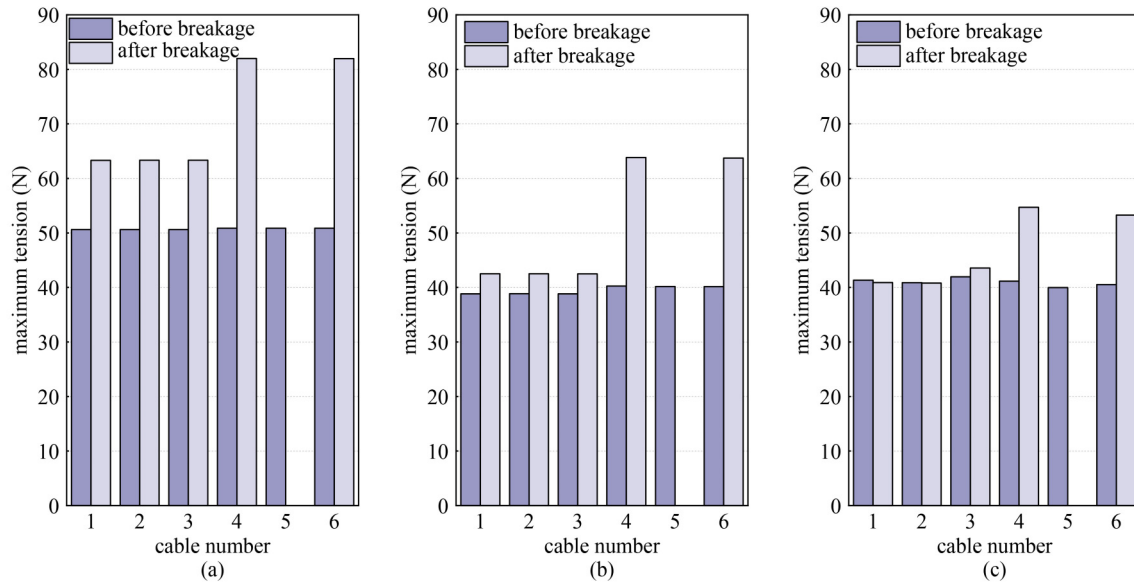 90
80
70
60
50
40
30
20
10
0
maximum tension (N)
before breakage
after breakage
1 2 3 4 5 6
cable number
(a)
90
80
70
60
50
40
30
20
10
0
maximum tension (N)
before breakage
after breakage
1 2 3 4 5 6
cable number
(b)
90
80
70
60
50
40
30
20
10
0
maximum tension (N)
before breakage
after breakage
1 2 3 4 5 6
cable number
(c)